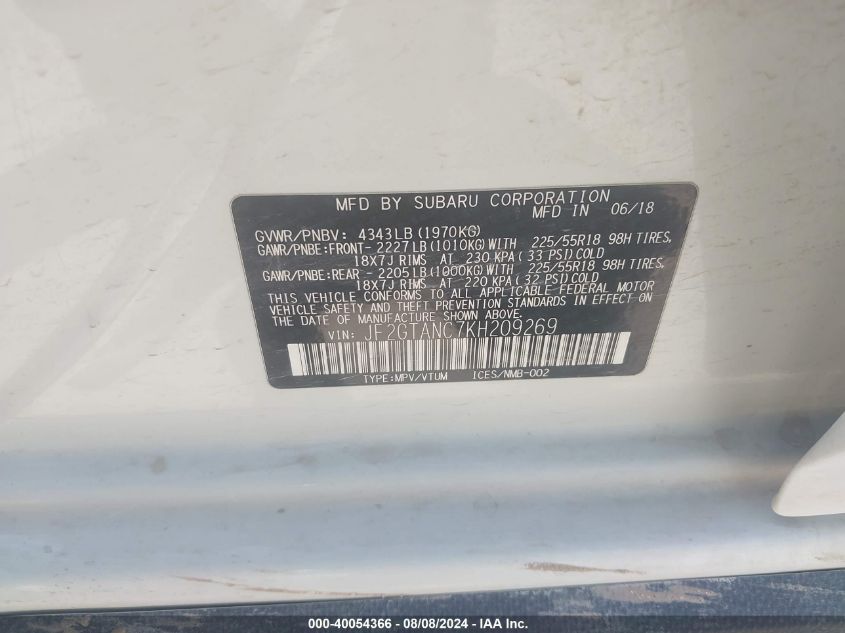 MFD BY SUBARU CORPORATION
MFD IN 06/18
GVWR/PNBV: 4343LB(1970KG)
GAWR/PNBE:FRONT-2227LB(1010KG)WITH 225/55R18 98H TIRES,
18X7J RIMS AT 230 KPA(33 PSI)COLD
GAWR/PNBE:REAR -2205LB(1000KG)WITH 225/55R18 98H TIRES,
18X7J RIMS AT 220 KPA(32 PSI)COLD
THIS VEHICLE CONFORMS TO ALL APPLICABLE FEDERAL MOTOR
VEHICLE SAFETY AND THEFT PREVENTION STANDARDS IN EFFECT ON
THE DATE OF MANUFACTURE SHOWN ABOVE.
VIN: JF2GTANC7KH209269
TYPE:MPV/VTUM ICES/NMB-002
000-40054366 - 08/08/2024 - IAA Inc.